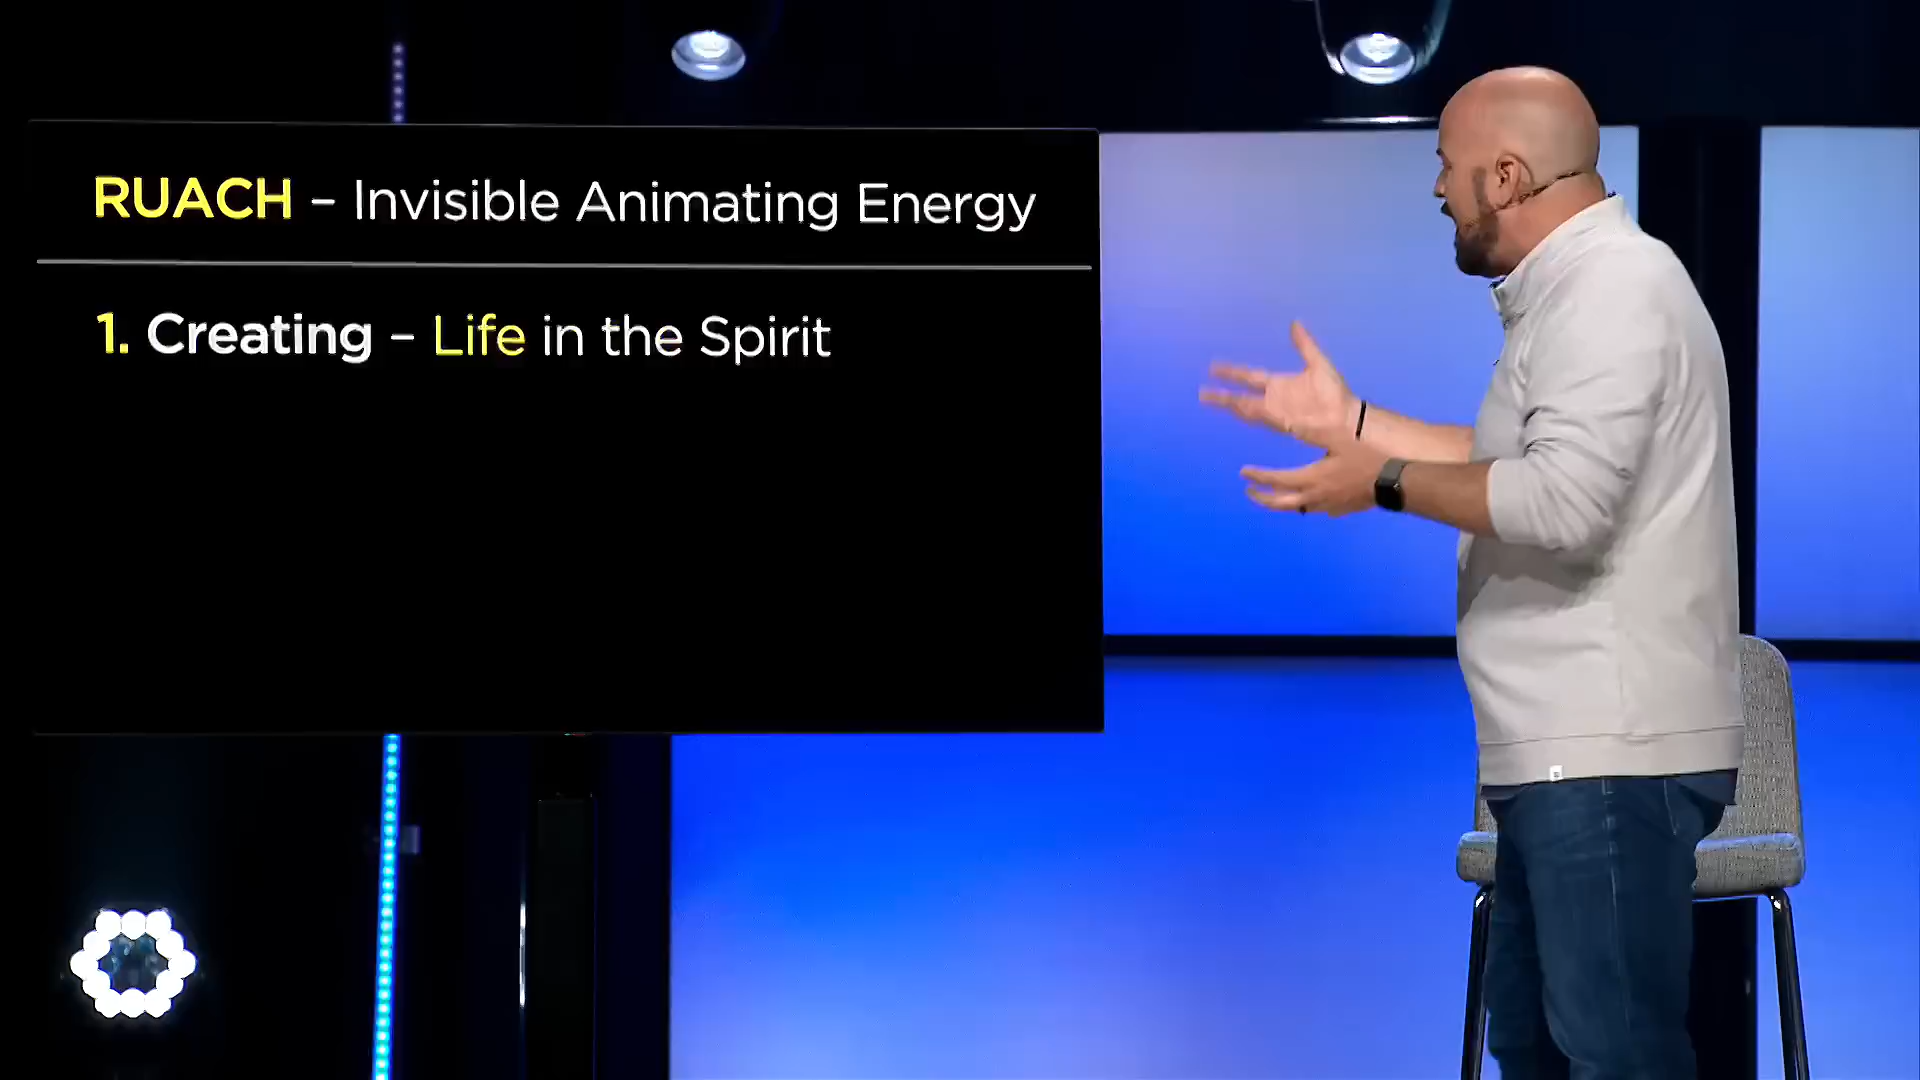 RUACH – Invisible Animating Energy
1. Creating – Life in the Spirit